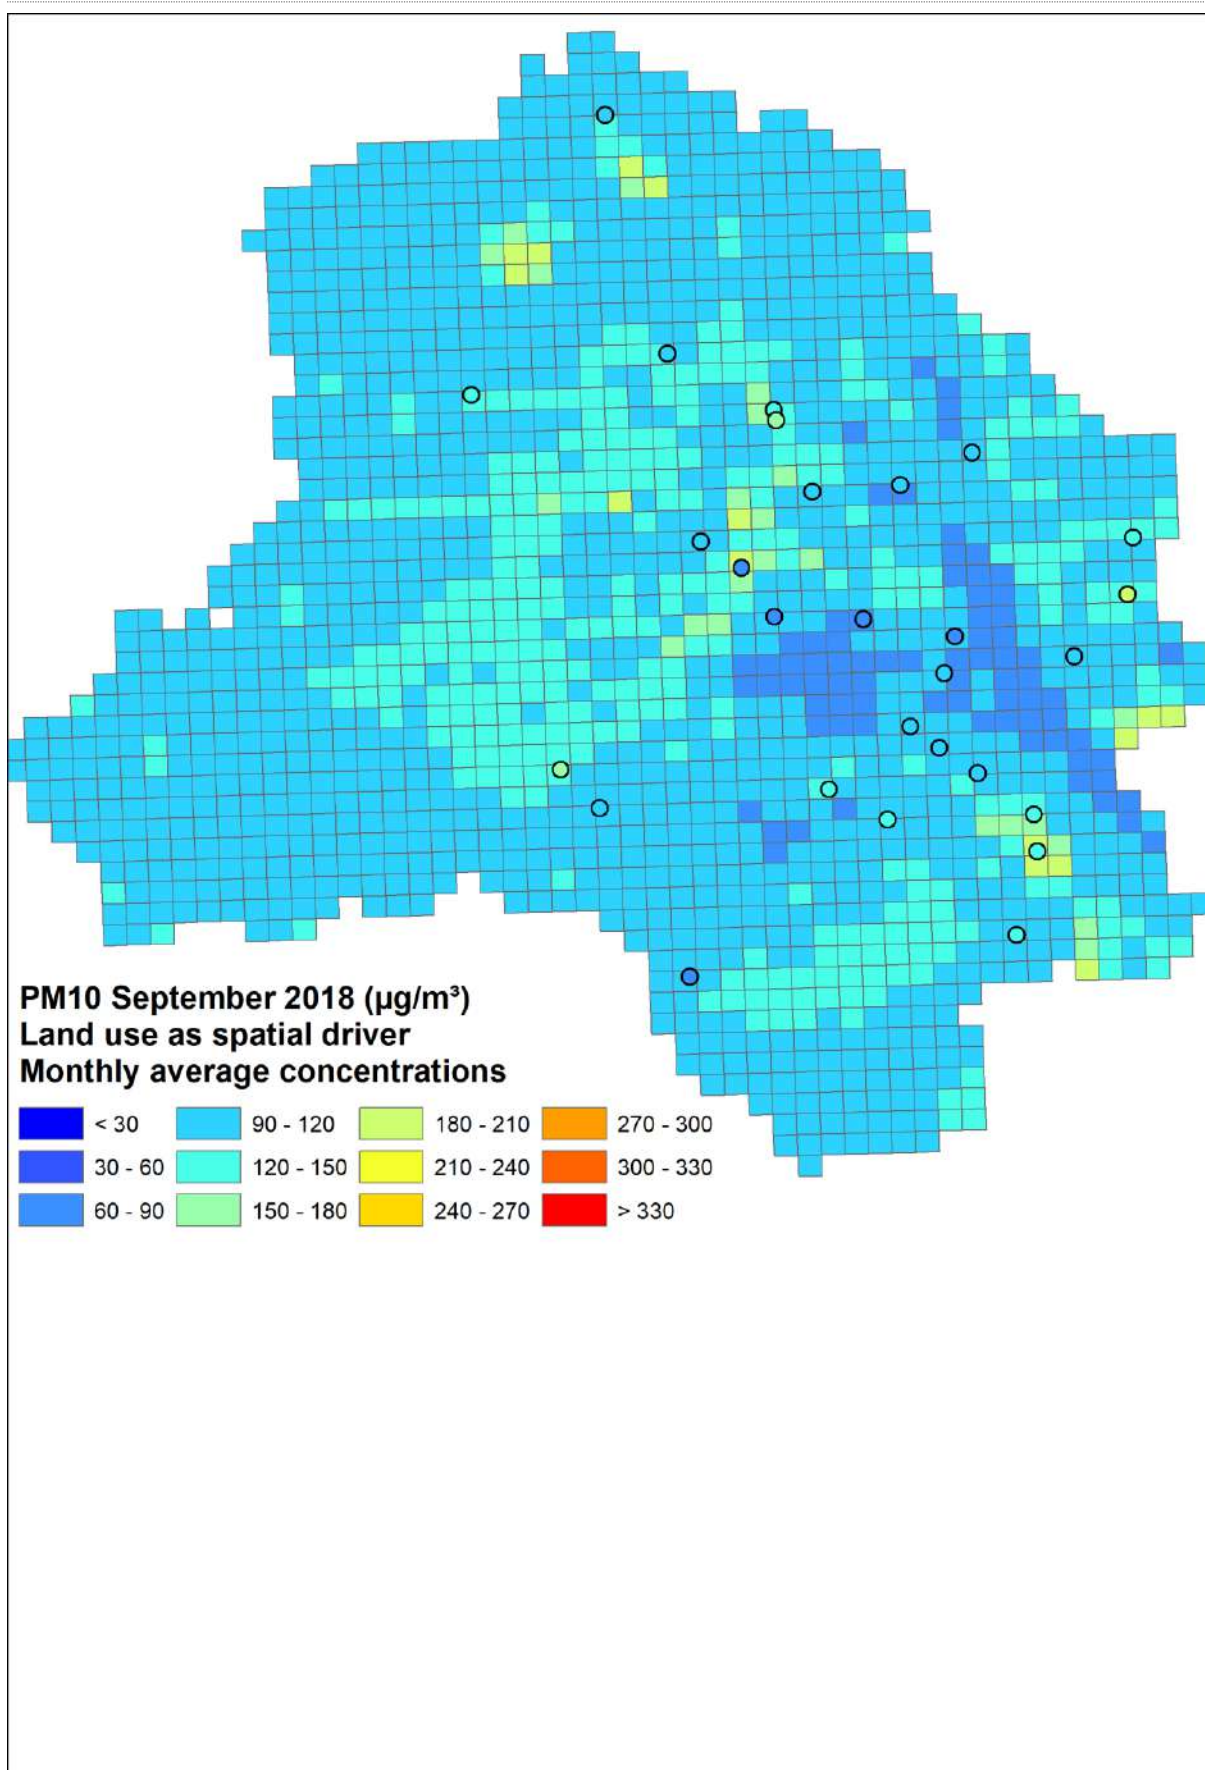 PM10 September 2018 (µg/m³)
Land use as spatial driver
Monthly average concentrations
< 30
90 - 120
180 - 210
270 - 300
30 - 60
120 - 150
210 - 240
300 - 330
60 - 90
150 - 180
240 - 270
> 330